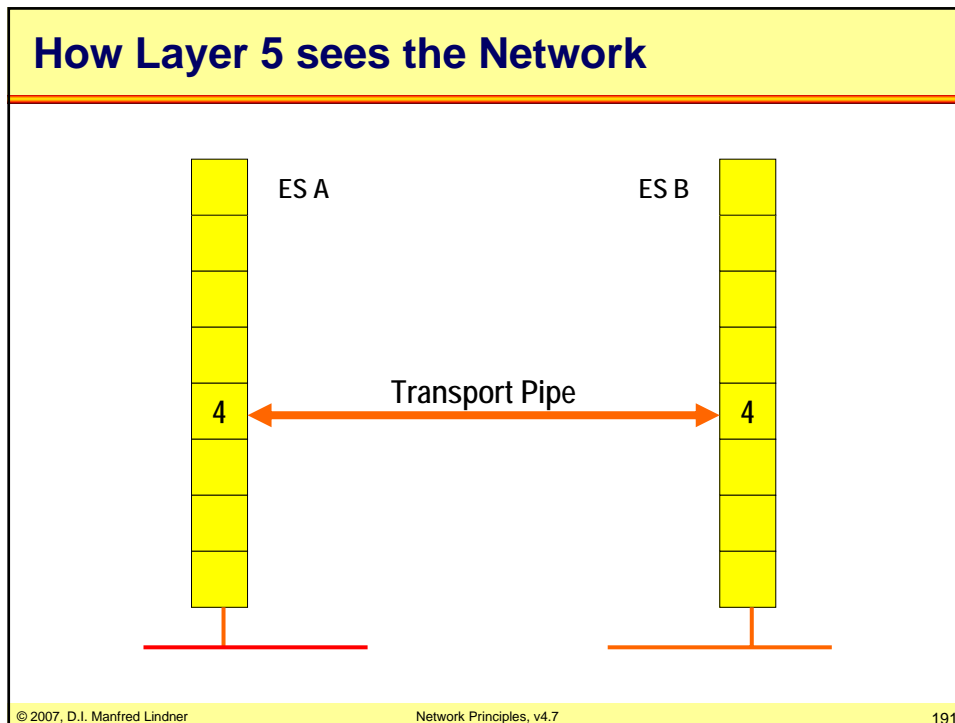 How Layer 5 sees the Network
ES A
ES B
Transport Pipe
4
4
© 2007, D.I. Manfred Lindner
Network Principles, v4.7
191